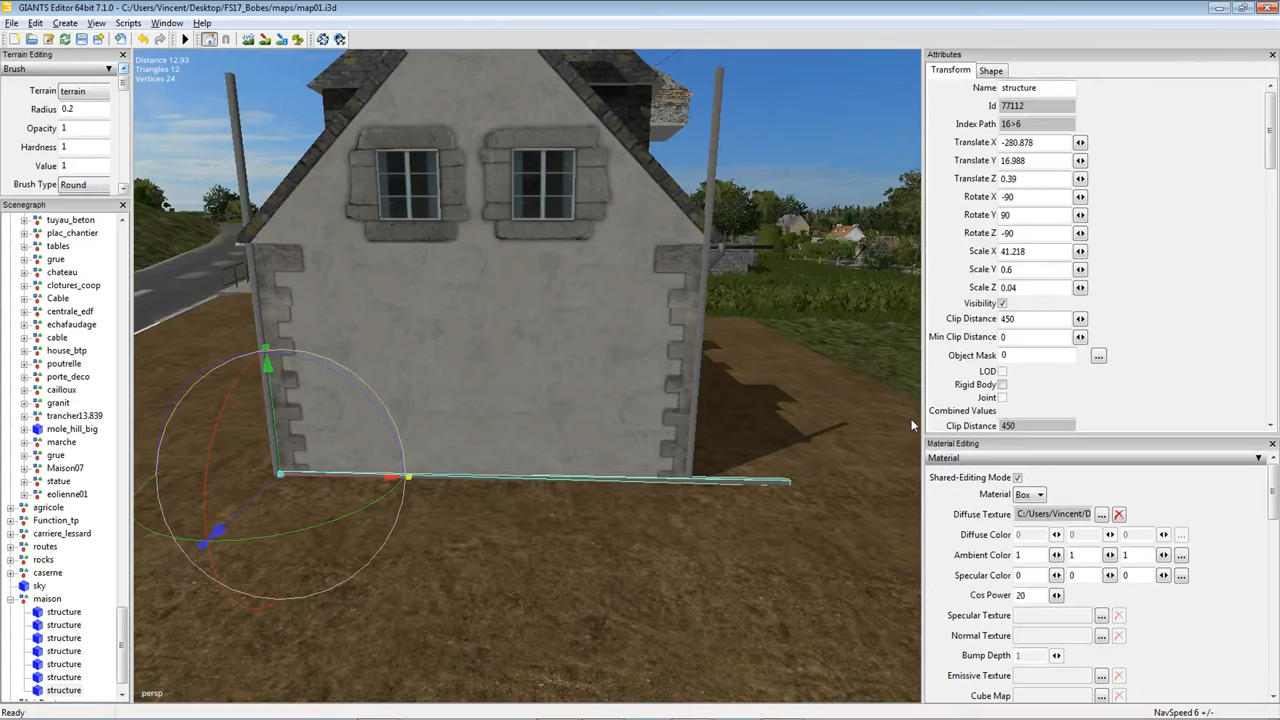 GIANTS Editor 64bit 7.1.0 - C:/Users/Vincent/Desktop/FS17_Bobes/maps/map01.i3d
File Edit Create View Scripts Window Help
Terrain Editing
Brush
Terrain terrain
Radius 0.2
Opacity 1
Hardness 1
Value 1
Brush Type Round
Scenegraph
tuyau_beton
plac_chantier
tables
grue
chateau
clotures_coop
Cable
centrale_edf
echafaudage
cable
house_btp
poutrelle
porte_deco
cailloux
granit
trancher13.839
mole_hill_big
marche
grue
Maison07
statue
eolienne01
agricole
Function_tp
carriere_lessard
routes
rocks
caserne
sky
maison
structure
structure
structure
structure
structure
structure
structure
Distance 12.93
Triangles 12
Vertices 24
persp
Attributes
Transform Shape
Name structure
Id 77112
Index Path 16>6
Translate X -280.878
Translate Y 16.988
Translate Z 0.39
Rotate X -90
Rotate Y 90
Rotate Z -90
Scale X 41.218
Scale Y 0.6
Scale Z 0.04
Visibility
Clip Distance 450
Min Clip Distance 0
Object Mask 0 ...
LOD
Rigid Body
Joint
Combined Values
Clip Distance 450
Material Editing
Material
Shared-Editing Mode
Material Box
Diffuse Texture C:/Users/Vincent/D ...
Diffuse Color 0 0 0 ...
Ambient Color 1 1 1 ...
Specular Color 0 0 0 ...
Cos Power 20
Specular Texture ...
Normal Texture ...
Bump Depth 1
Emissive Texture ...
Cube Map ...
Ready
NavSpeed 6 +/-